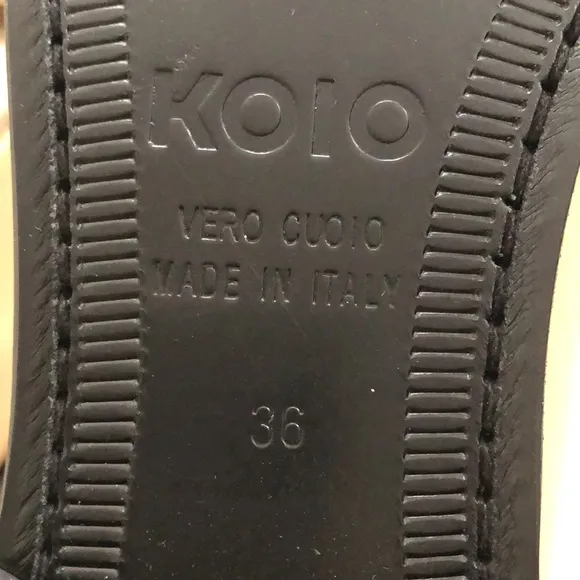 KOIO
VERO CUOIO
MADE IN ITALY
36